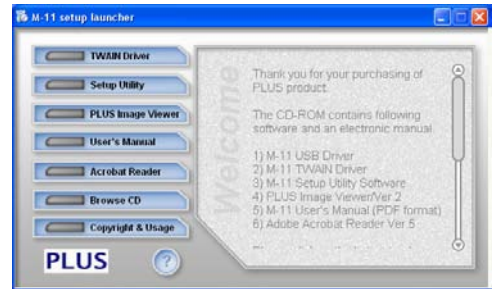 M-11 setup launcher
TWAIN Driver
Setup Utility
PLUS Image Viewer
User's Manual
Acrobat Reader
Browse CD
Copyright & Usage
PLUS
?
Welcome
Thank you for your purchasing of
PLUS product.
The CD-ROM contains following
software and an electronic manual.
1) M-11 USB Driver
2) M-11 TWAIN Driver
3) M-11 Setup Utility Software
4) PLUS Image Viewer/Ver 2
5) M-11 User's Manual (PDF format)
6) Adobe Acrobat Reader Ver.5